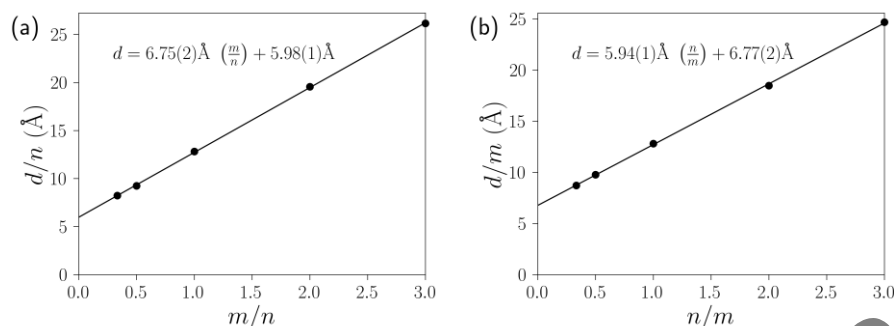 (a)
d = 6.75(2)Å (m/n) + 5.98(1)Å
d/n (Å)
25
20
15
10
5
0
0.0 0.5 1.0 1.5 2.0 2.5 3.0
m/n
(b)
d = 5.94(1)Å (n/m) + 6.77(2)Å
d/m (Å)
25
20
15
10
5
0
0.0 0.5 1.0 1.5 2.0 2.5 3.0
n/m